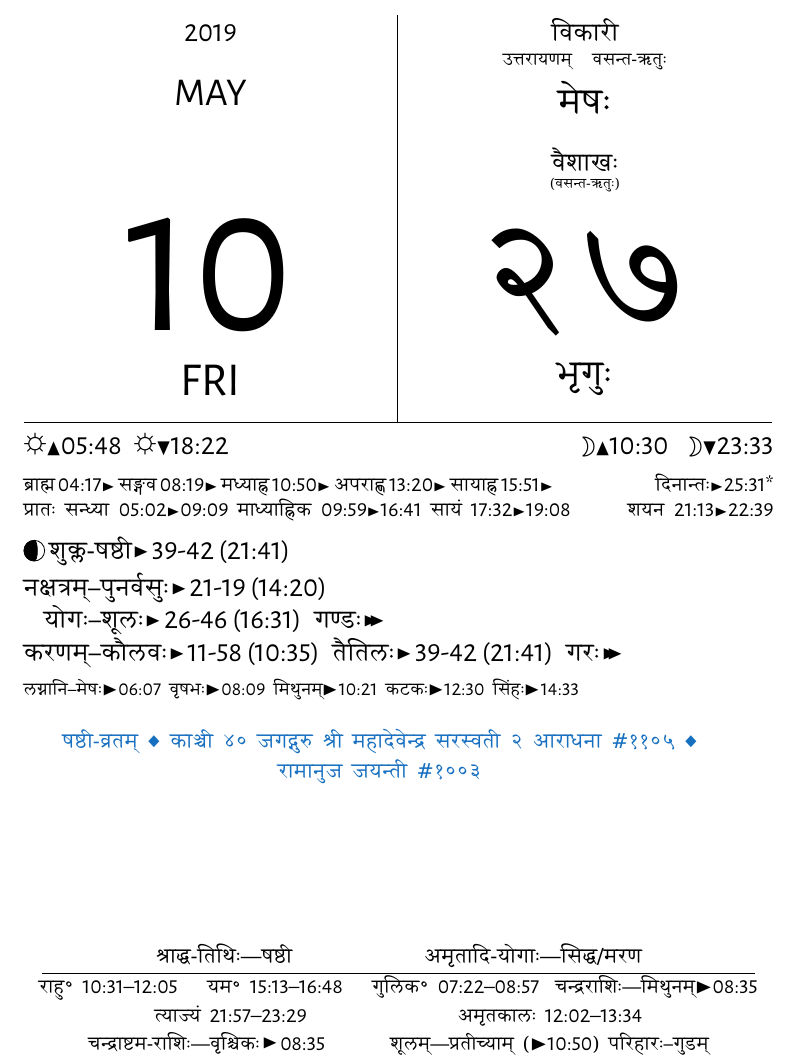 2019
MAY
10
FRI
विकारी
उत्तरायणम् वसन्त-ऋतुः
मेषः
वैशाखः
(वसन्त-ऋतुः)
२७
भृगुः
☼▲05:48 ☼▼18:22 ☽▲10:30 ☽▼23:33
ब्राह्म 04:17► सङ्गव 08:19► मध्याह्न 10:50► अपराह्ण 13:20► सायाह्न 15:51► दिनान्तः►25:31*
प्रातः सन्ध्या 05:02►09:09 माध्याह्निक 09:59►16:41 सायं 17:32►19:08 शयन 21:13►22:39
शुक्ल-षष्ठी►39-42 (21:41)
नक्षत्रम्–पुनर्वसुः►21-19 (14:20)
योगः–शूलः►26-46 (16:31) गण्डः►►
करणम्–कौलवः►11-58 (10:35) तैतिलः►39-42 (21:41) गरः►►
लग्नानि–मेषः►06:07 वृषभः►08:09 मिथुनम्►10:21 कटकः►12:30 सिंहः►14:33
षष्ठी-व्रतम् ◆ काञ्ची ४० जगद्गुरु श्री महादेवेन्द्र सरस्वती २ आराधना #११०५ ◆
रामानुज जयन्ती #१००३
श्राद्ध-तिथिः—षष्ठी अमृतादि-योगाः—सिद्ध/मरण
राहु॰ 10:31–12:05 यम॰ 15:13–16:48 गुलिक॰ 07:22–08:57 चन्द्रराशिः—मिथुनम्►08:35
त्याज्यं 21:57–23:29 अमृतकालः 12:02–13:34
चन्द्राष्टम-राशिः—वृश्चिकः►08:35 शूलम्—प्रतीच्याम् (►10:50) परिहारः–गुडम्